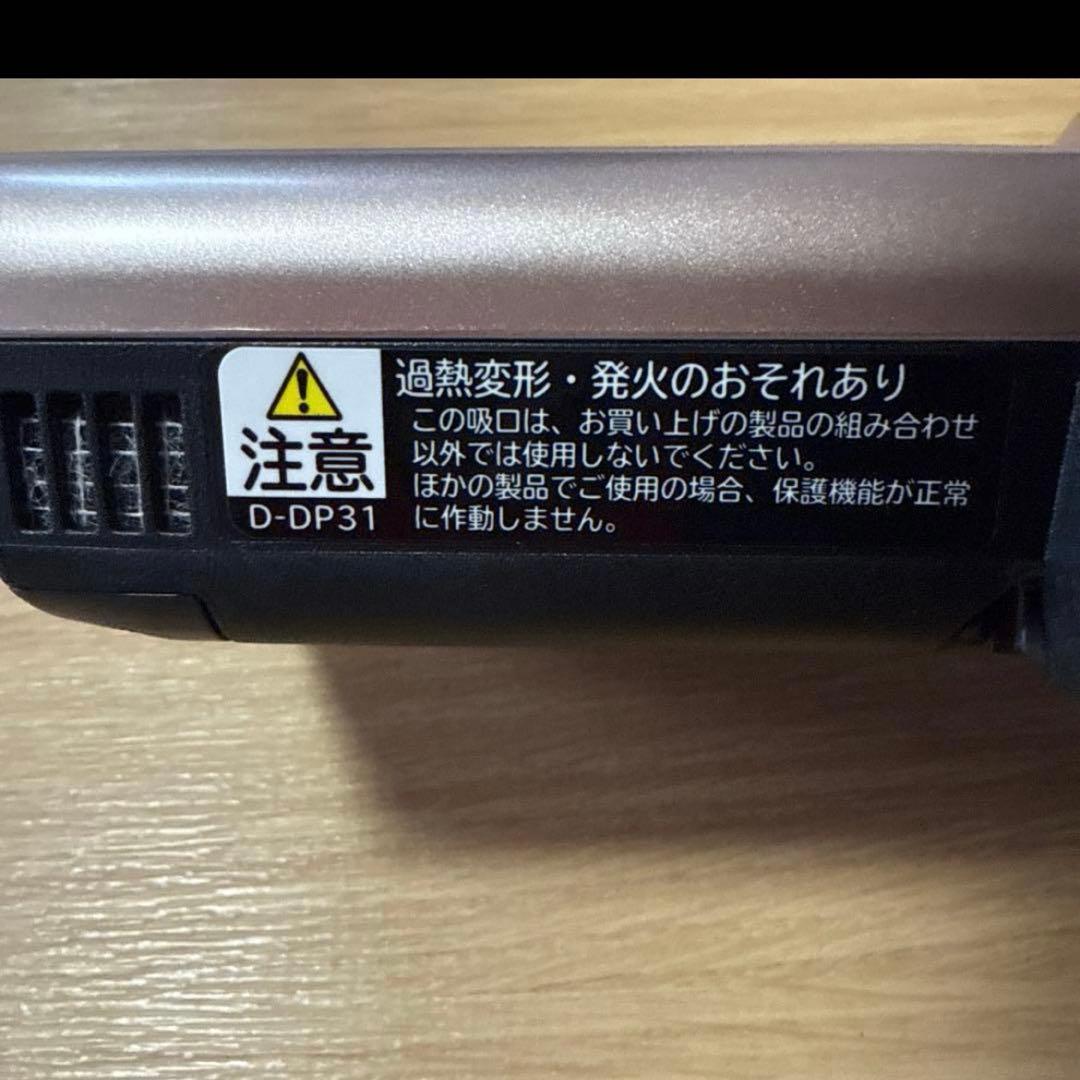 注意
D-DP31
過熱変形・発火のおそれあり
この吸口は、お買い上げの製品の組み合わせ
以外では使用しないでください。
ほかの製品でご使用の場合、保護機能が正常
に作動しません。